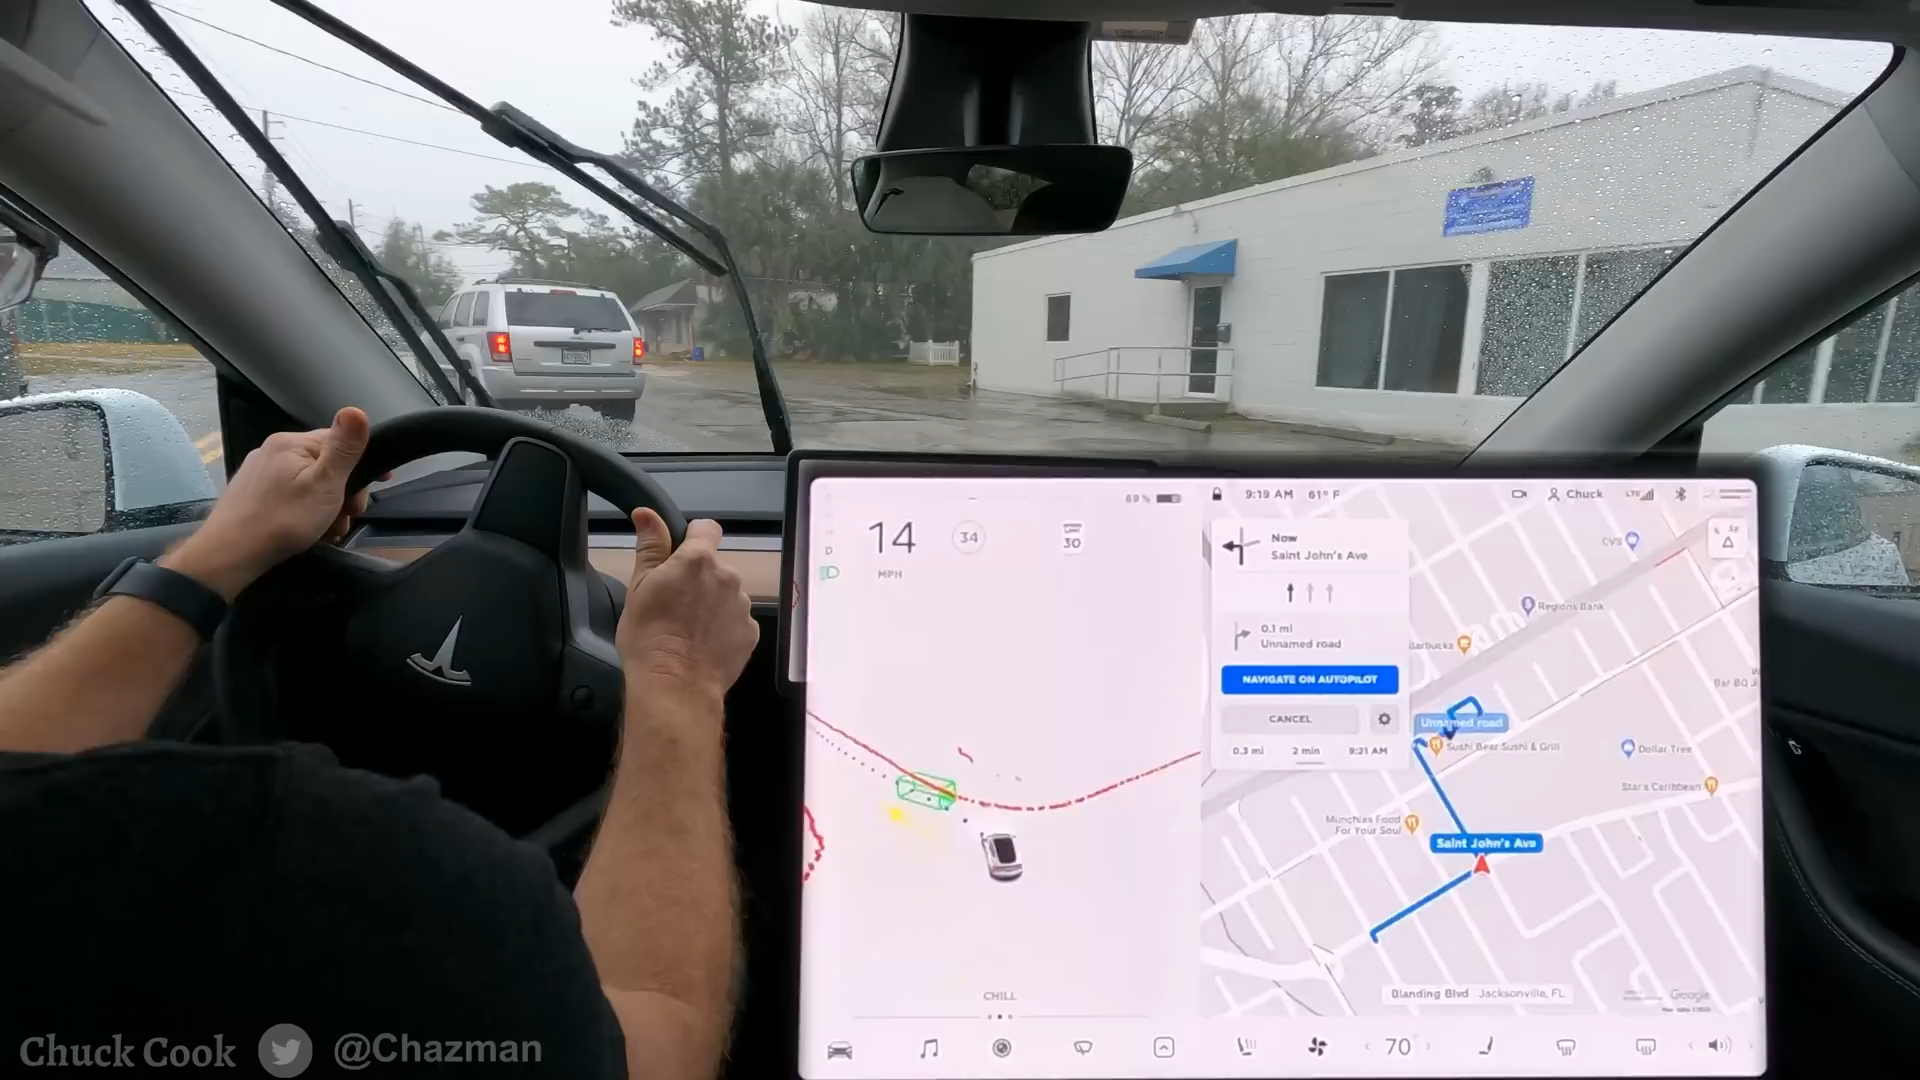 69 %
9:19 AM
61° F
Chuck
LTE
14
MPH
34
30
D
Now
Saint John's Ave
0.1 mi
Unnamed road
NAVIGATE ON AUTOPILOT
CANCEL
0.3 mi
2 min
9:21 AM
CVS
Regions Bank
Starbucks
Unnamed road
Sushi Bear Sushi & Grill
Dollar Tree
Star's Caribbean
Munchies Food
For Your Soul
Saint John's Ave
Blanding Blvd Jacksonville, FL
Google
CHILL
70
Chuck Cook
@Chazman